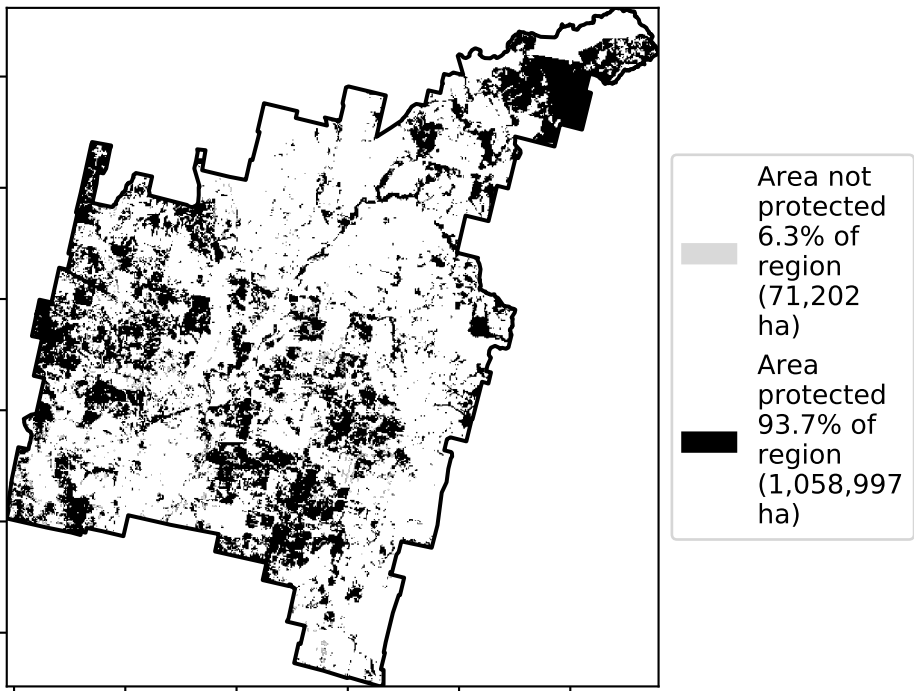 Area not
protected
6.3% of
region
(71,202
ha)
Area
protected
93.7% of
region
(1,058,997
ha)